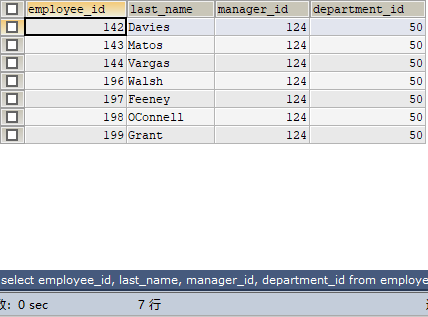 employee_id last_name manager_id department_id
142 Davies 124 50
143 Matos 124 50
144 Vargas 124 50
196 Walsh 124 50
197 Feeney 124 50
198 OConnell 124 50
199 Grant 124 50
select employee_id, last_name, manager_id, department_id from employe
: 0 sec 7 行